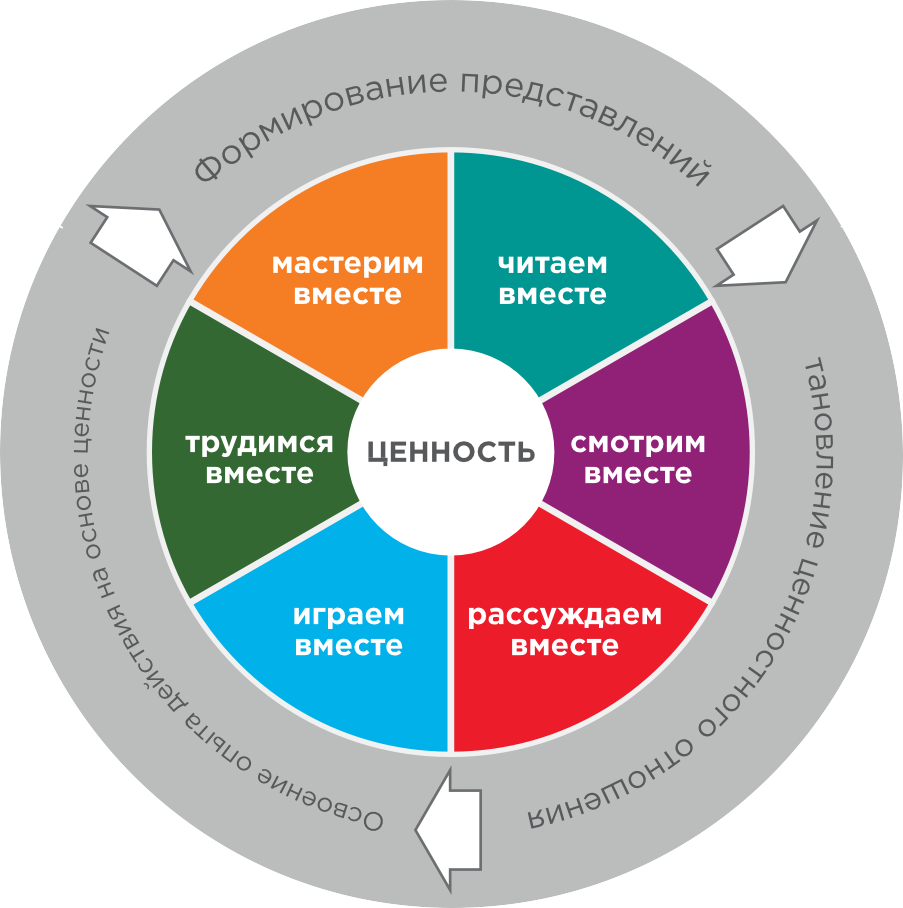 Формирование представлений
мастерим
вместе
читаем
вместе
трудимся
вместе
ЦЕННОСТЬ
смотрим
вместе
играем
вместе
рассуждаем
вместе
тановление ценностного отношения
Освоение опыта действия на основе ценности